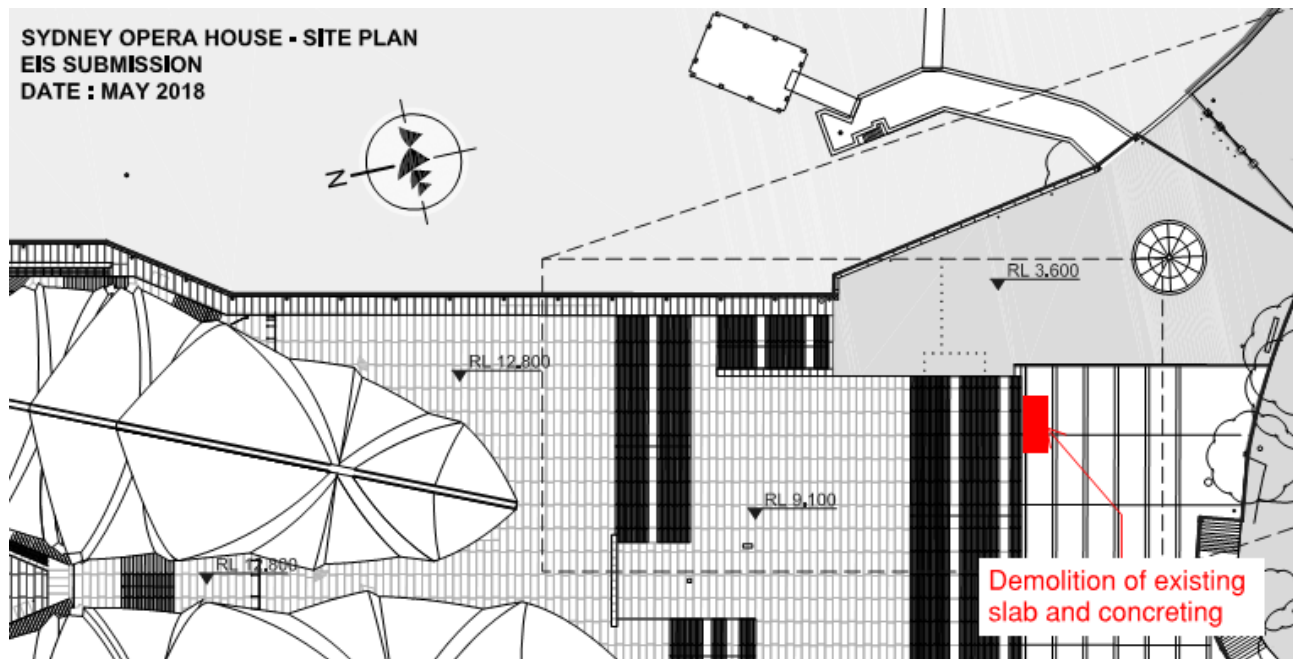 SYDNEY OPERA HOUSE - SITE PLAN
EIS SUBMISSION
DATE : MAY 2018
N
RL 3.600
RL 12.800
RL 9.100
RL 12.800
Demolition of existing
slab and concreting